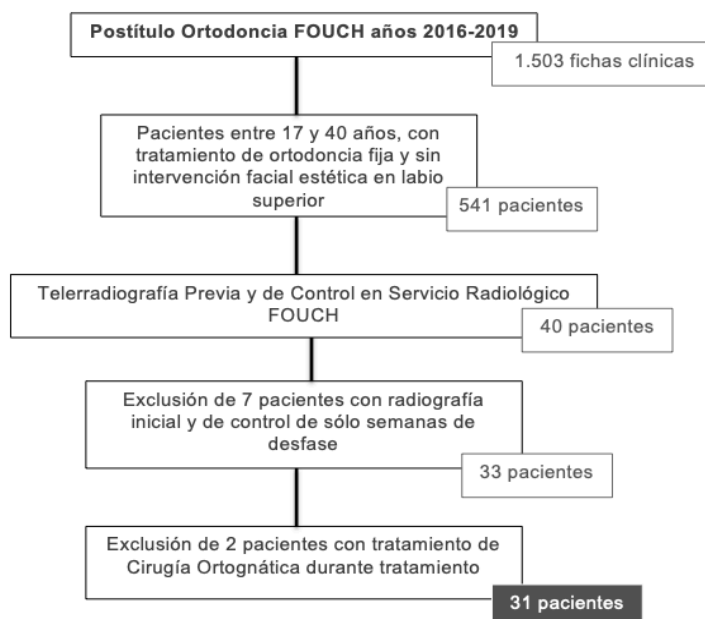 Postítulo Ortodoncia FOUCH años 2016-2019
1.503 fichas clínicas
Pacientes entre 17 y 40 años, con
tratamiento de ortodoncia fija y sin
intervención facial estética en labio
superior
541 pacientes
Telerradiografía Previa y de Control en Servicio Radiológico
FOUCH
40 pacientes
Exclusión de 7 pacientes con radiografía
inicial y de control de sólo semanas de
desfase
33 pacientes
Exclusión de 2 pacientes con tratamiento de
Cirugía Ortognática durante tratamiento
31 pacientes